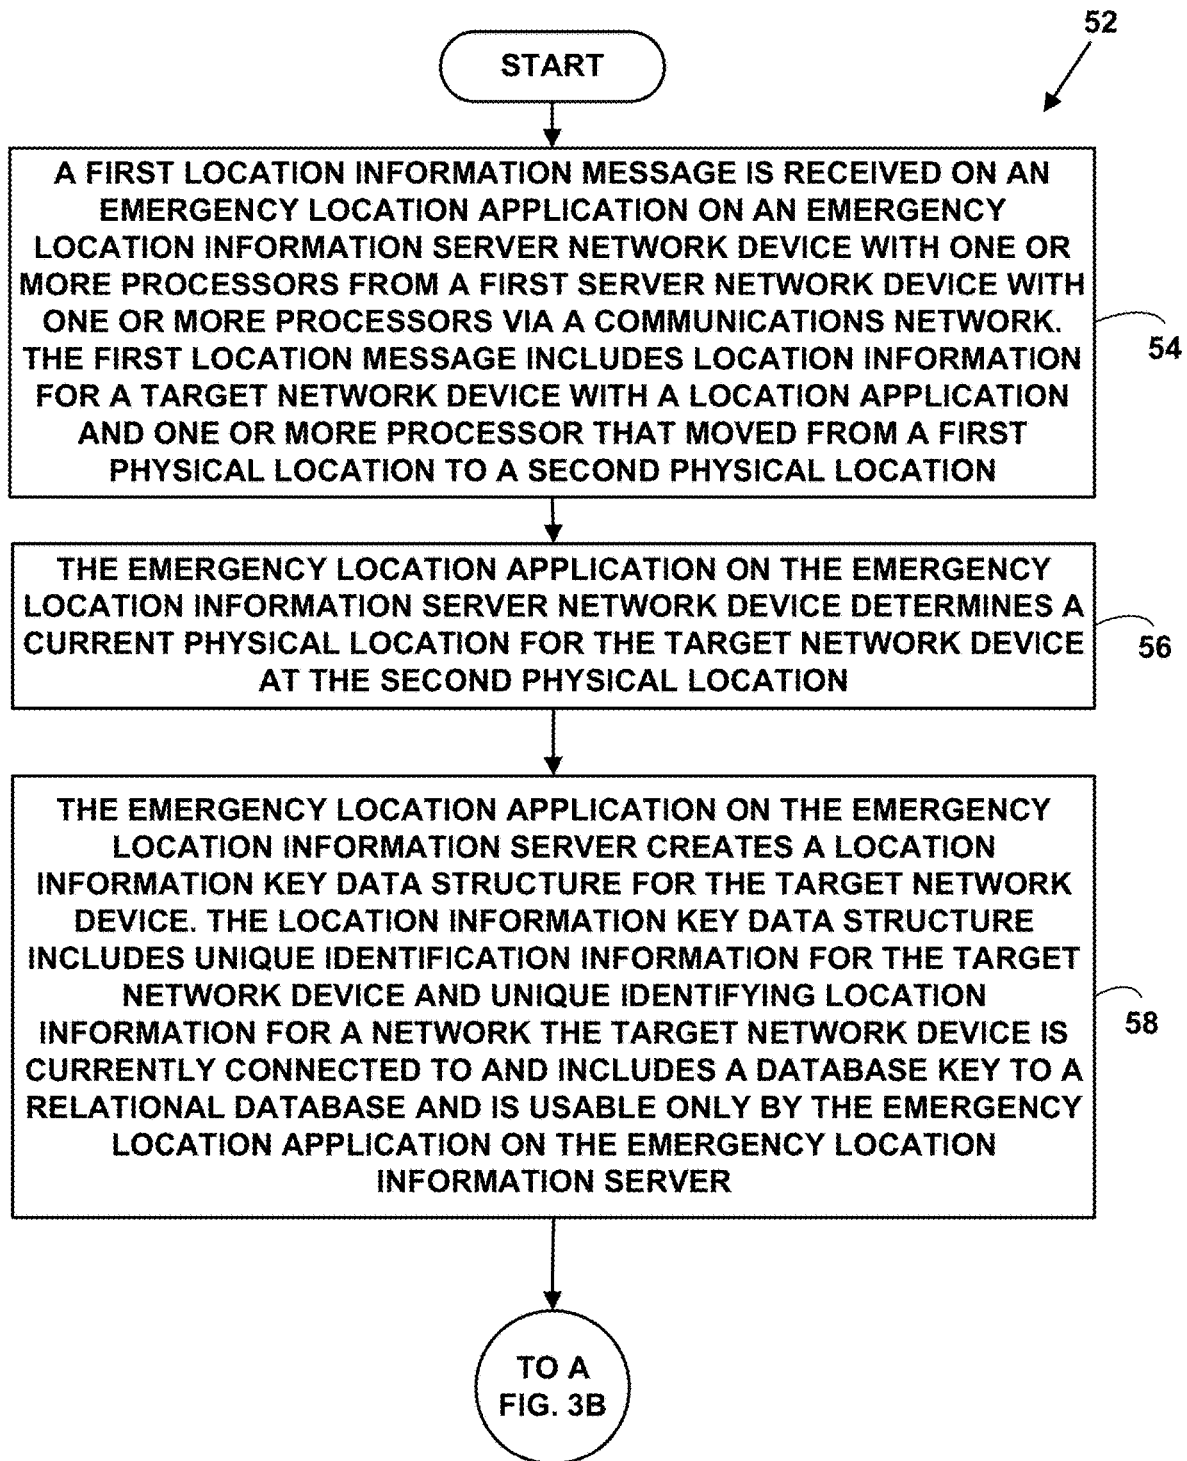 52
START
A FIRST LOCATION INFORMATION MESSAGE IS RECEIVED ON AN
EMERGENCY LOCATION APPLICATION ON AN EMERGENCY
LOCATION INFORMATION SERVER NETWORK DEVICE WITH ONE OR
MORE PROCESSORS FROM A FIRST SERVER NETWORK DEVICE WITH
ONE OR MORE PROCESSORS VIA A COMMUNICATIONS NETWORK.
THE FIRST LOCATION MESSAGE INCLUDES LOCATION INFORMATION
FOR A TARGET NETWORK DEVICE WITH A LOCATION APPLICATION
AND ONE OR MORE PROCESSOR THAT MOVED FROM A FIRST
PHYSICAL LOCATION TO A SECOND PHYSICAL LOCATION
54
THE EMERGENCY LOCATION APPLICATION ON THE EMERGENCY
LOCATION INFORMATION SERVER NETWORK DEVICE DETERMINES A
CURRENT PHYSICAL LOCATION FOR THE TARGET NETWORK DEVICE
AT THE SECOND PHYSICAL LOCATION
56
THE EMERGENCY LOCATION APPLICATION ON THE EMERGENCY
LOCATION INFORMATION SERVER CREATES A LOCATION
INFORMATION KEY DATA STRUCTURE FOR THE TARGET NETWORK
DEVICE. THE LOCATION INFORMATION KEY DATA STRUCTURE
INCLUDES UNIQUE IDENTIFICATION INFORMATION FOR THE TARGET
NETWORK DEVICE AND UNIQUE IDENTIFYING LOCATION
INFORMATION FOR A NETWORK THE TARGET NETWORK DEVICE IS
CURRENTLY CONNECTED TO AND INCLUDES A DATABASE KEY TO A
RELATIONAL DATABASE AND IS USABLE ONLY BY THE EMERGENCY
LOCATION APPLICATION ON THE EMERGENCY LOCATION
INFORMATION SERVER
58
TO A
FIG. 3B